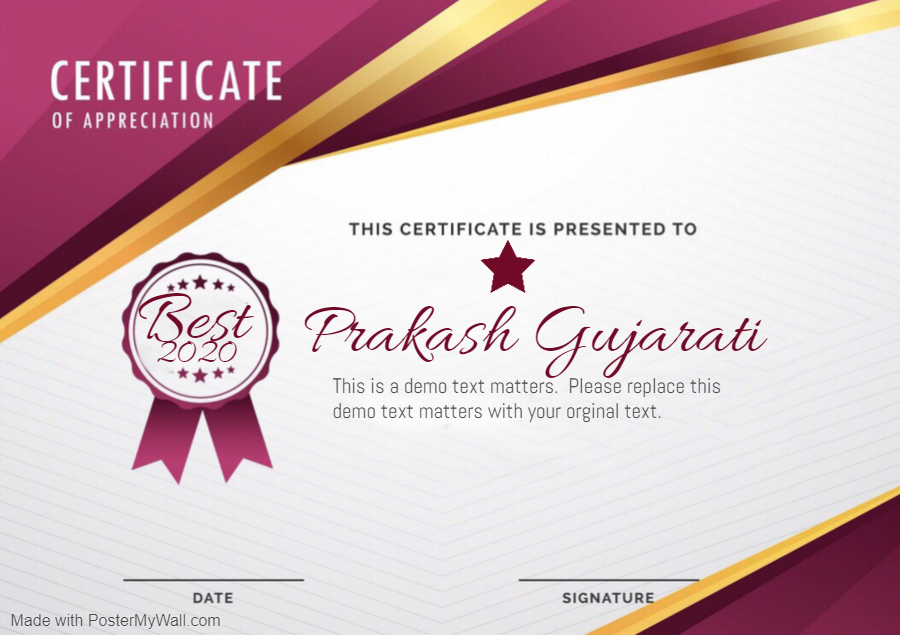 CERTIFICATE
OF APPRECIATION
THIS CERTIFICATE IS PRESENTED TO
Best
2020
Prakash Gujarati
This is a demo text matters. Please replace this
demo text matters with your orginal text.
DATE
SIGNATURE
Made with PosterMyWall.com